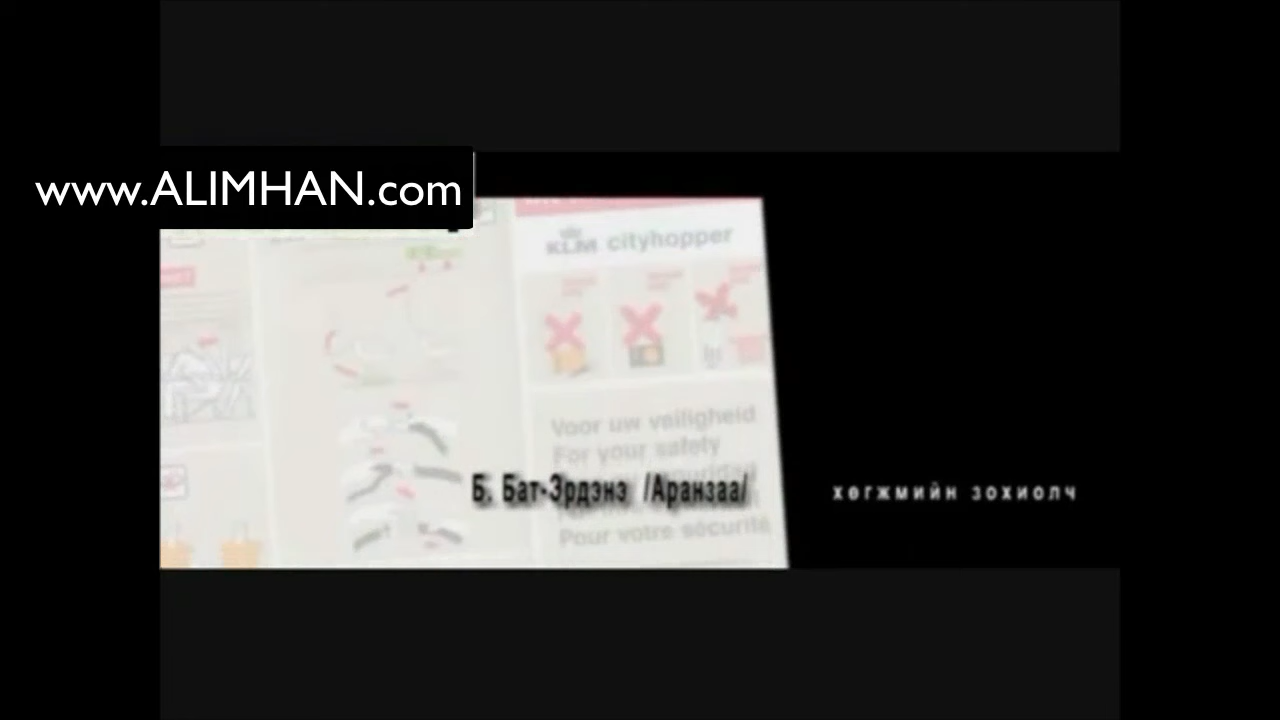 www.ALIMHAN.com
KLM cityhopper
Voor uw veiligheid
For your safety
Б. Бат-Эрдэнэ /Аранзаа/
хөгжмийн зохиолч
Pour votre sécurité